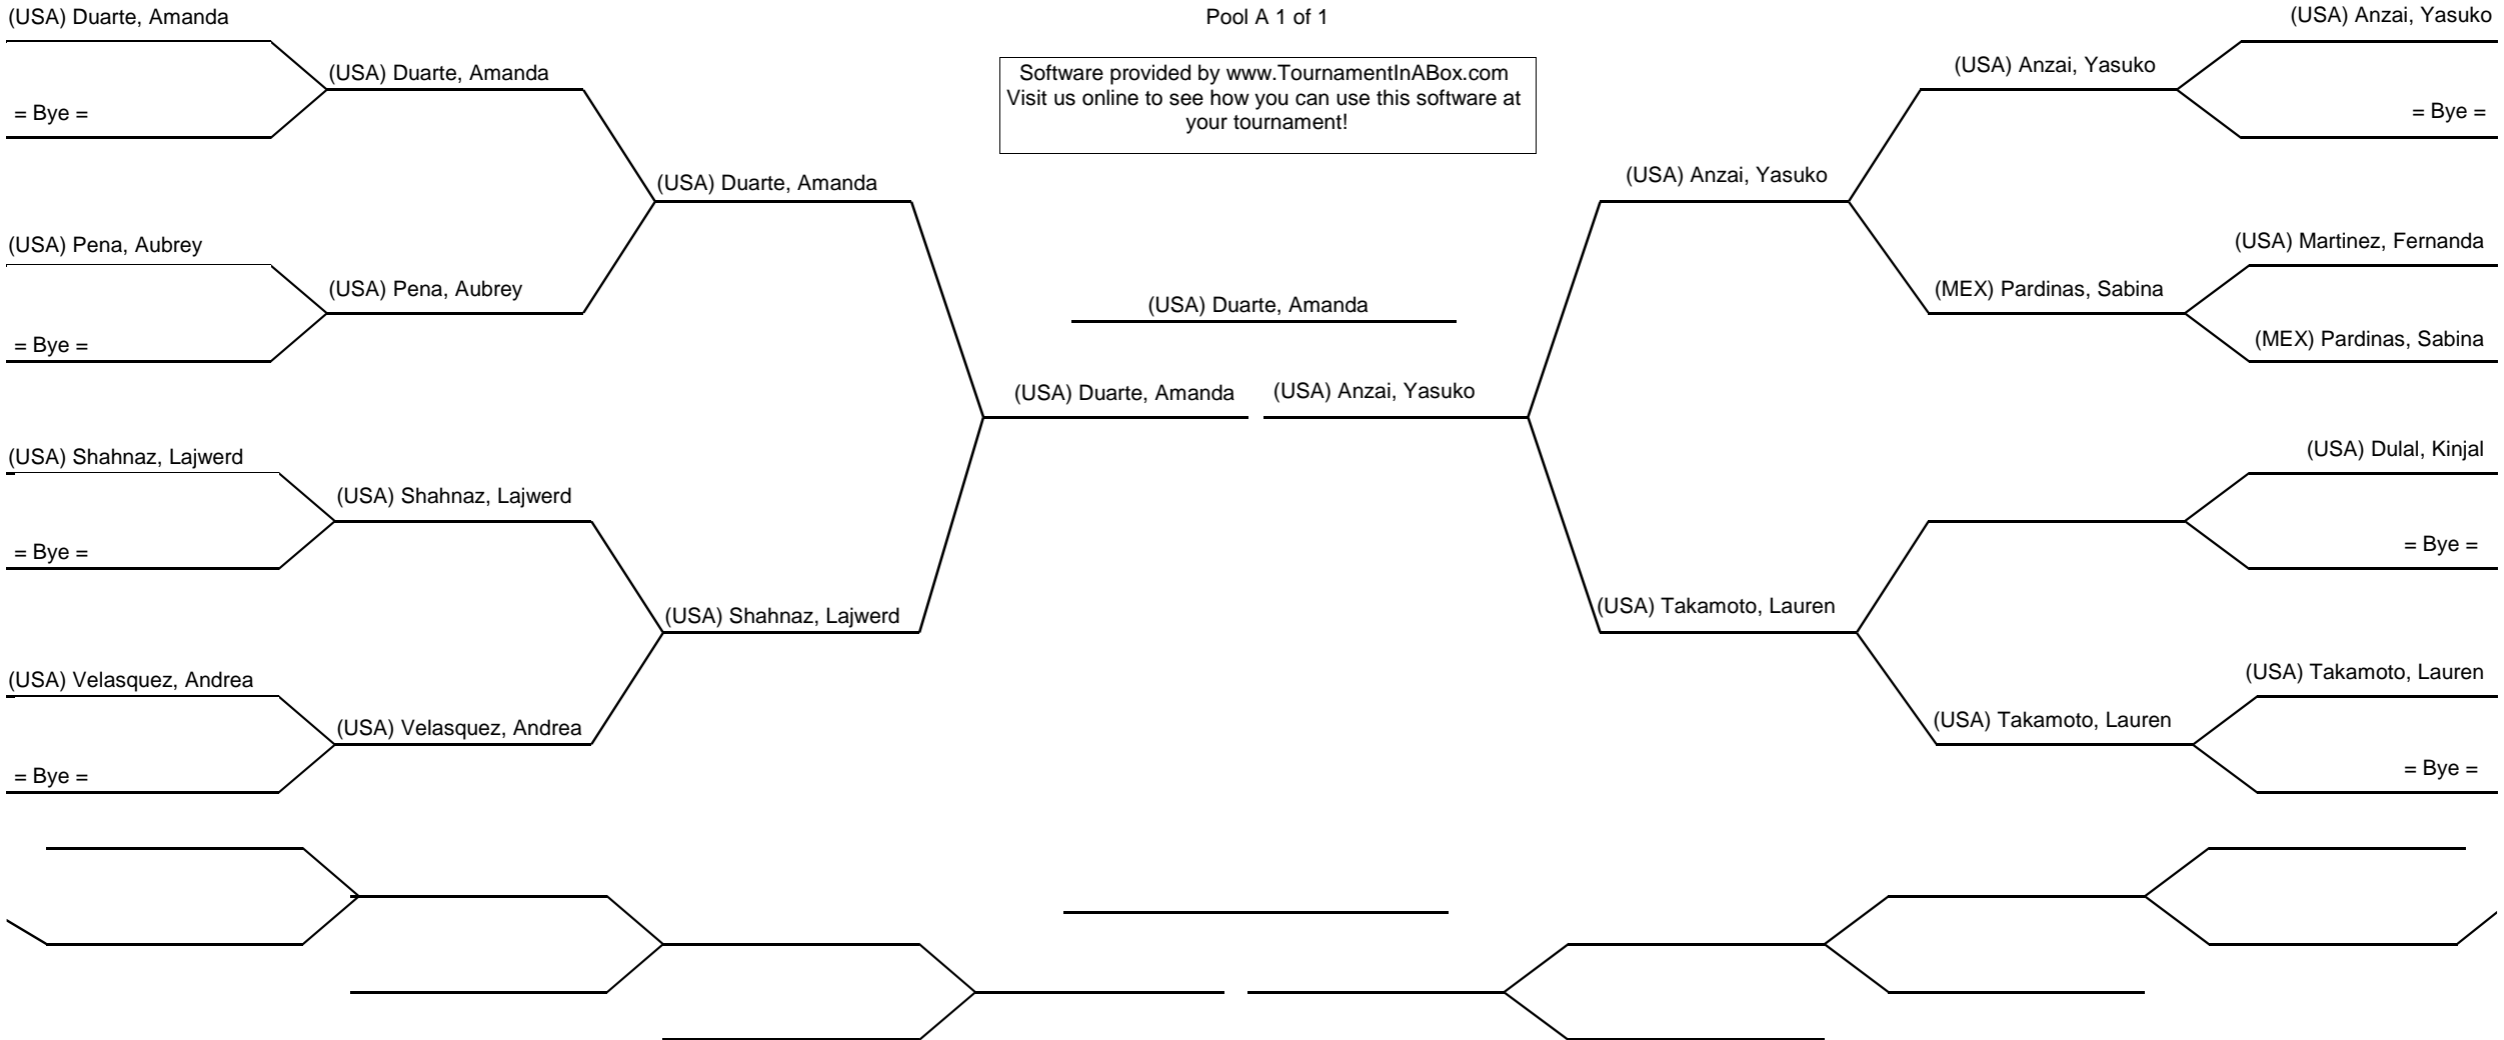 (USA) Duarte, Amanda
= Bye =
(USA) Pena, Aubrey
= Bye =
(USA) Shahnaz, Lajwerd
= Bye =
(USA) Velasquez, Andrea
= Bye =
(USA) Duarte, Amanda
(USA) Pena, Aubrey
(USA) Shahnaz, Lajwerd
(USA) Velasquez, Andrea
(USA) Duarte, Amanda
(USA) Shahnaz, Lajwerd
Pool A 1 of 1
Software provided by www.TournamentInABox.com
Visit us online to see how you can use this software at
your tournament!
(USA) Duarte, Amanda
(USA) Duarte, Amanda
(USA) Anzai, Yasuko
(USA) Anzai, Yasuko
(USA) Takamoto, Lauren
(USA) Anzai, Yasuko
(MEX) Pardinas, Sabina
(USA) Takamoto, Lauren
(USA) Anzai, Yasuko
= Bye =
(USA) Martinez, Fernanda
(MEX) Pardinas, Sabina
(USA) Dulal, Kinjal
= Bye =
(USA) Takamoto, Lauren
= Bye =